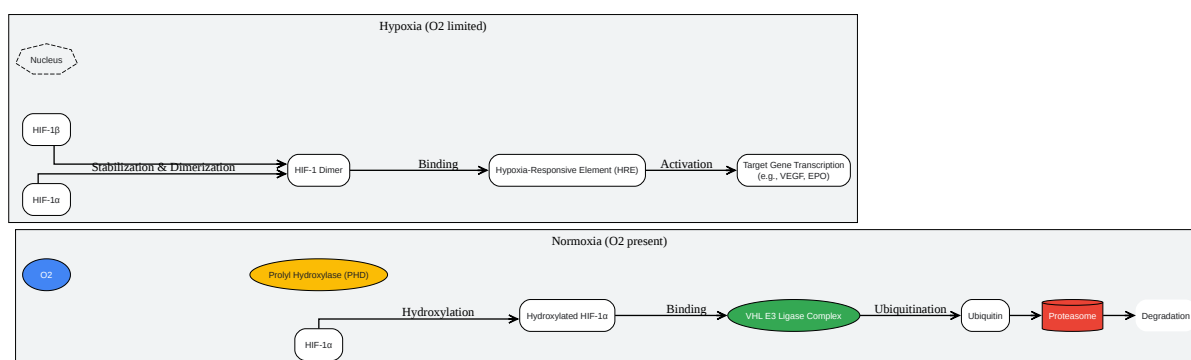 Hypoxia (O2 limited)
Nucleus
HIF-1β
Stabilization & Dimerization
HIF-1α
HIF-1 Dimer
Binding
Hypoxia-Responsive Element (HRE)
Activation
Target Gene Transcription
(e.g., VEGF, EPO)
Normoxia (O2 present)
O2
Prolyl Hydroxylase (PHD)
HIF-1α
Hydroxylation
Hydroxylated HIF-1α
Binding
VHL E3 Ligase Complex
Ubiquitination
Ubiquitin
Proteasome
Degradation